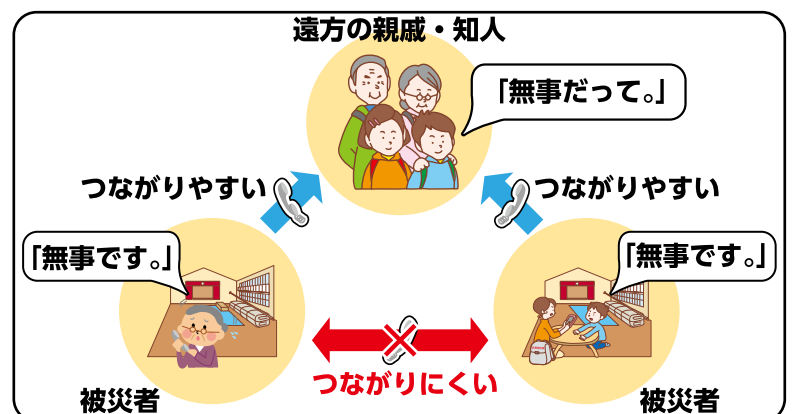 遠方の親戚・知人
「無事だって。」
つながりやすい
つながりやすい
「無事です。」
「無事です。」
つながりにくい
被災者
被災者